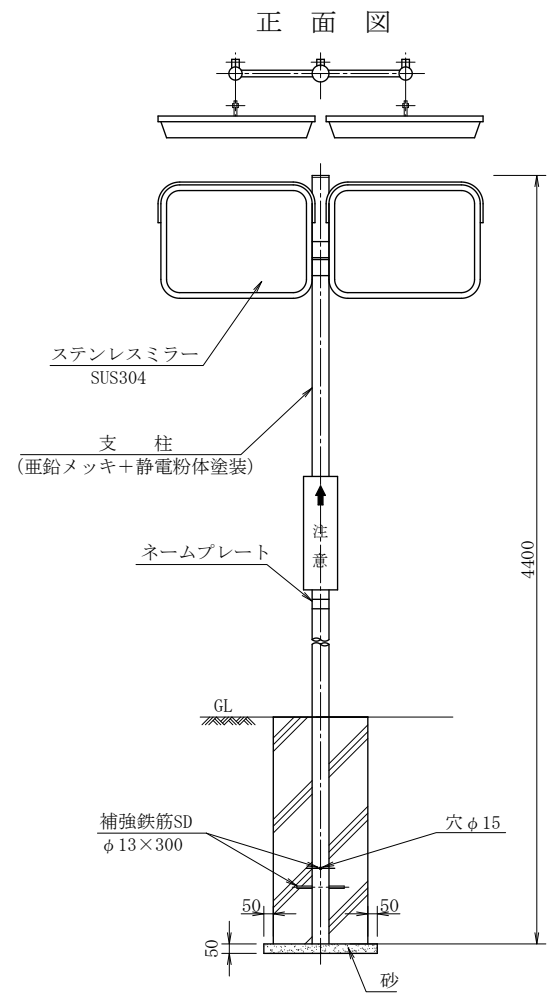 正 面 図
ステンレスミラー
SUS304
支 柱
(亜鉛メッキ＋静電粉体塗装)
注
意
ネームプレート
4400
GL
補強鉄筋SD
φ13×300
穴φ15
50
50
50
砂